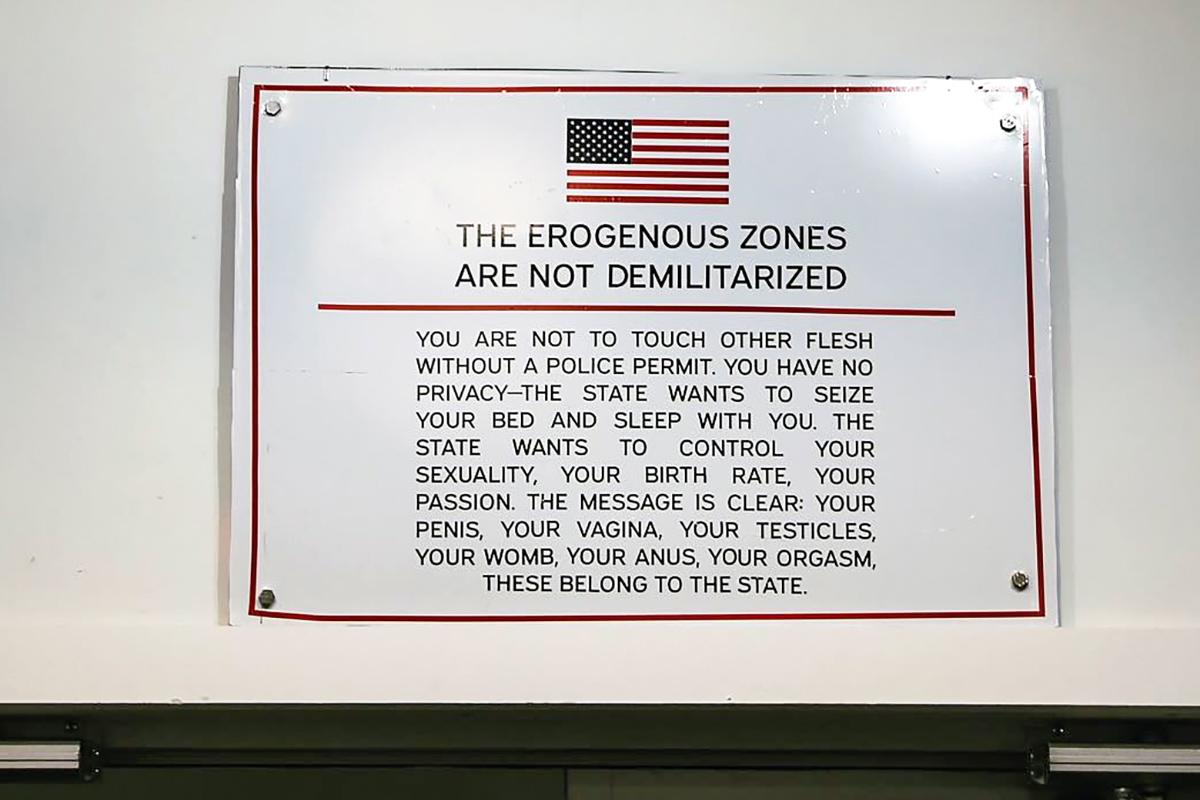 THE EROGENOUS ZONES
ARE NOT DEMILITARIZED
YOU ARE NOT TO TOUCH OTHER FLESH
WITHOUT A POLICE PERMIT. YOU HAVE NO
PRIVACY—THE STATE WANTS TO SEIZE
YOUR BED AND SLEEP WITH YOU. THE
STATE WANTS TO CONTROL YOUR
SEXUALITY, YOUR BIRTH RATE, YOUR
PASSION. THE MESSAGE IS CLEAR: YOUR
PENIS, YOUR VAGINA, YOUR TESTICLES,
YOUR WOMB, YOUR ANUS, YOUR ORGASM,
THESE BELONG TO THE STATE.